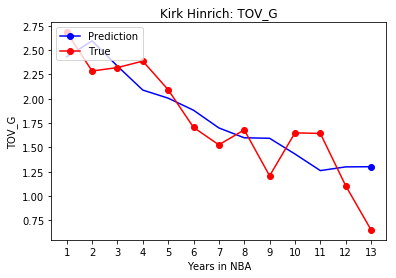 Kirk Hinrich: TOV_G
2.75
2.50
2.25
2.00
1.75
1.50
1.25
1.00
0.75
TOV_G
Prediction
True
1 2 3 4 5 6 7 8 9 10 11 12 13
Years in NBA